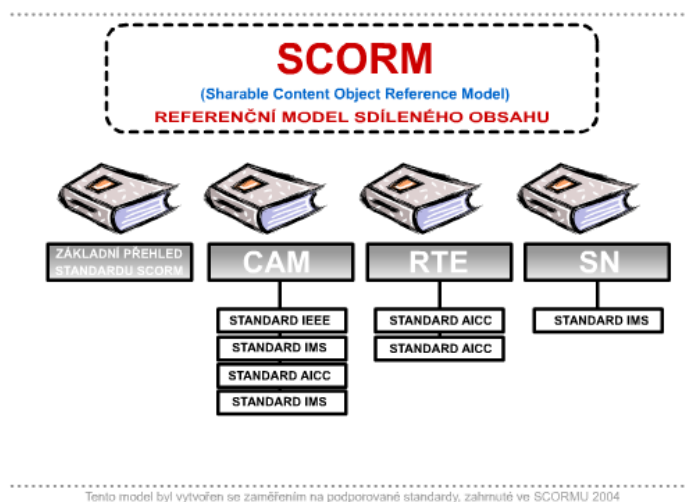 SCORM
(Sharable Content Object Reference Model)
REFERENČNÍ MODEL SDÍLENÉHO OBSAHU
ZÁKLADNÍ PŘEHLED
STANDARDU SCORM
CAM
RTE
SN
STANDARD IEEE
STANDARD IMS
STANDARD AICC
STANDARD IMS
STANDARD AICC
STANDARD AICC
STANDARD IMS
Tento model byl vytvořen se zaměřením na podporované standardy, zahrnuté ve SCORMU 2004